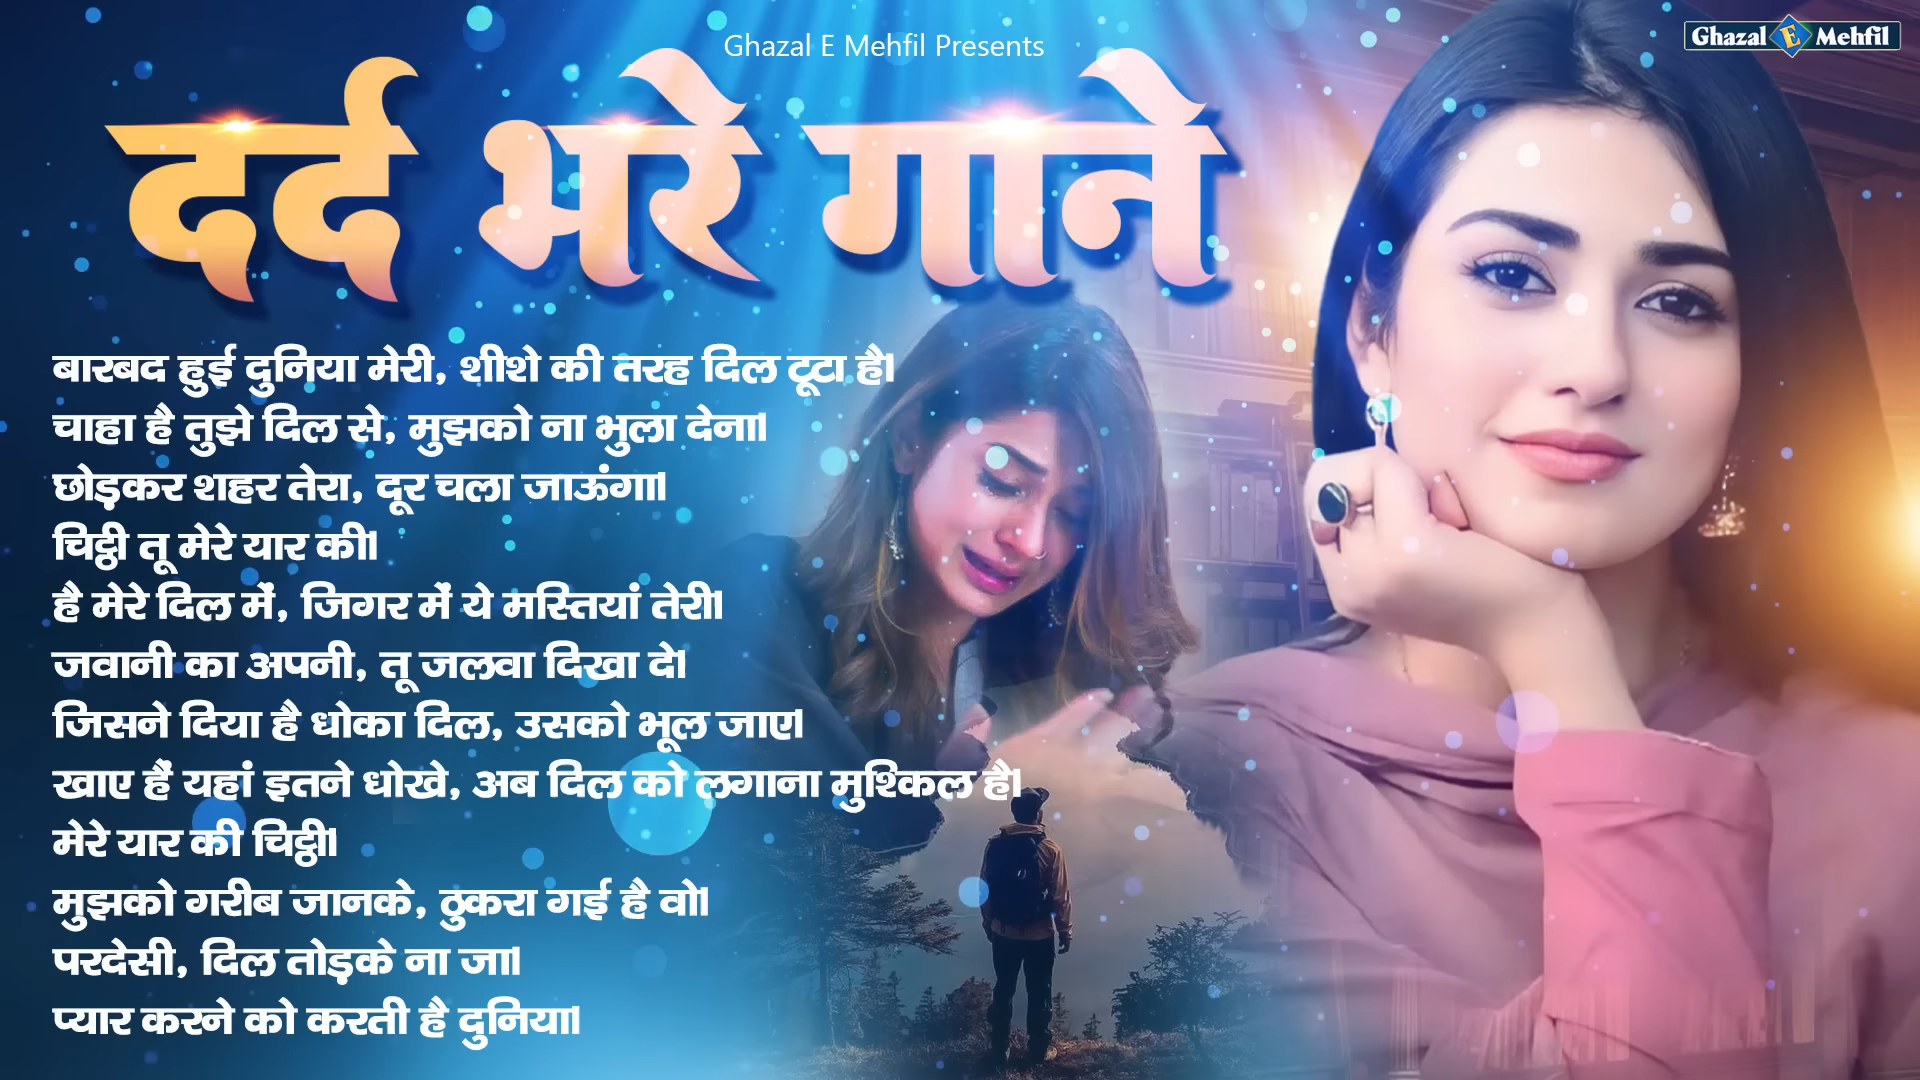 Ghazal E Mehfil Presents
Ghazal E Mehfil
दर्द भरे गाने
बारबद हुई दुनिया मेरी, शीशे की तरह दिल टूटा है।
चाहा है तुझे दिल से, मुझको ना भुला देना।
छोड़कर शहर तेरा, दूर चला जाऊंगा।
चिट्ठी तू मेरे यार की।
है मेरे दिल में, जिगर में ये मस्तियां तेरी।
जवानी का अपनी, तू जलवा दिखा दे।
जिसने दिया है धोका दिल, उसको भूल जाए।
खाए हैं यहां इतने धोखे, अब दिल को लगाना मुश्किल है।
मेरे यार की चिट्ठी।
मुझको गरीब जानके, ठुकरा गई है वो।
परदेसी, दिल तोड़के ना जा।
प्यार करने को करती है दुनिया।